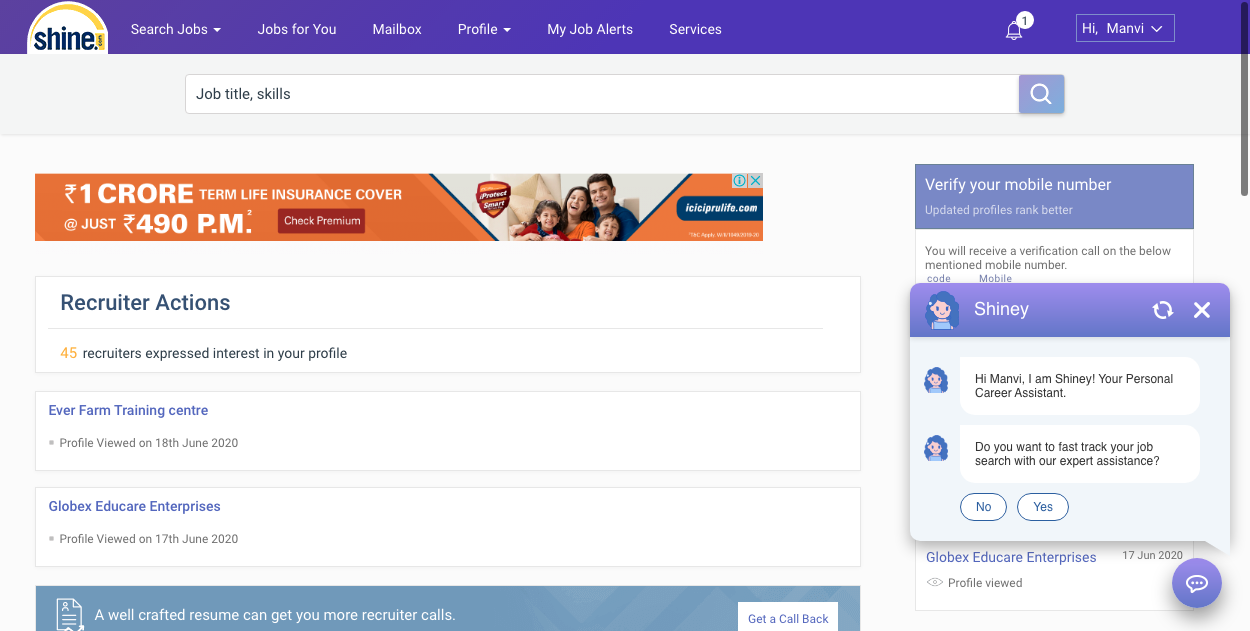 shine.com
Search Jobs
Jobs for You
Mailbox
Profile
My Job Alerts
Services
1
Hi, Manvi
Job title, skills
₹1 CRORE TERM LIFE INSURANCE COVER
@ JUST ₹490 P.M.²
Check Premium
iProtect
Smart
iciciprulife.com
Recruiter Actions
45 recruiters expressed interest in your profile
Ever Farm Training centre
Profile Viewed on 18th June 2020
Globex Educare Enterprises
Profile Viewed on 17th June 2020
A well crafted resume can get you more recruiter calls.
Get a Call Back
Verify your mobile number
Updated profiles rank better
You will receive a verification call on the below
mentioned mobile number.
code Mobile
Shiney
Hi Manvi, I am Shiney! Your Personal
Career Assistant.
Do you want to fast track your job
search with our expert assistance?
No
Yes
Globex Educare Enterprises 17 Jun 2020
Profile viewed